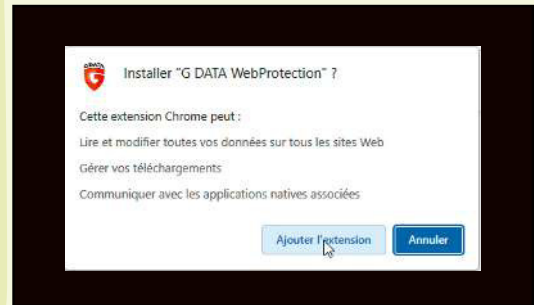 Installer "G DATA WebProtection" ?
Cette extension Chrome peut :
Lire et modifier toutes vos données sur tous les sites Web
Gérer vos téléchargements
Communiquer avec les applications natives associées
Ajouter l'extension
Annuler